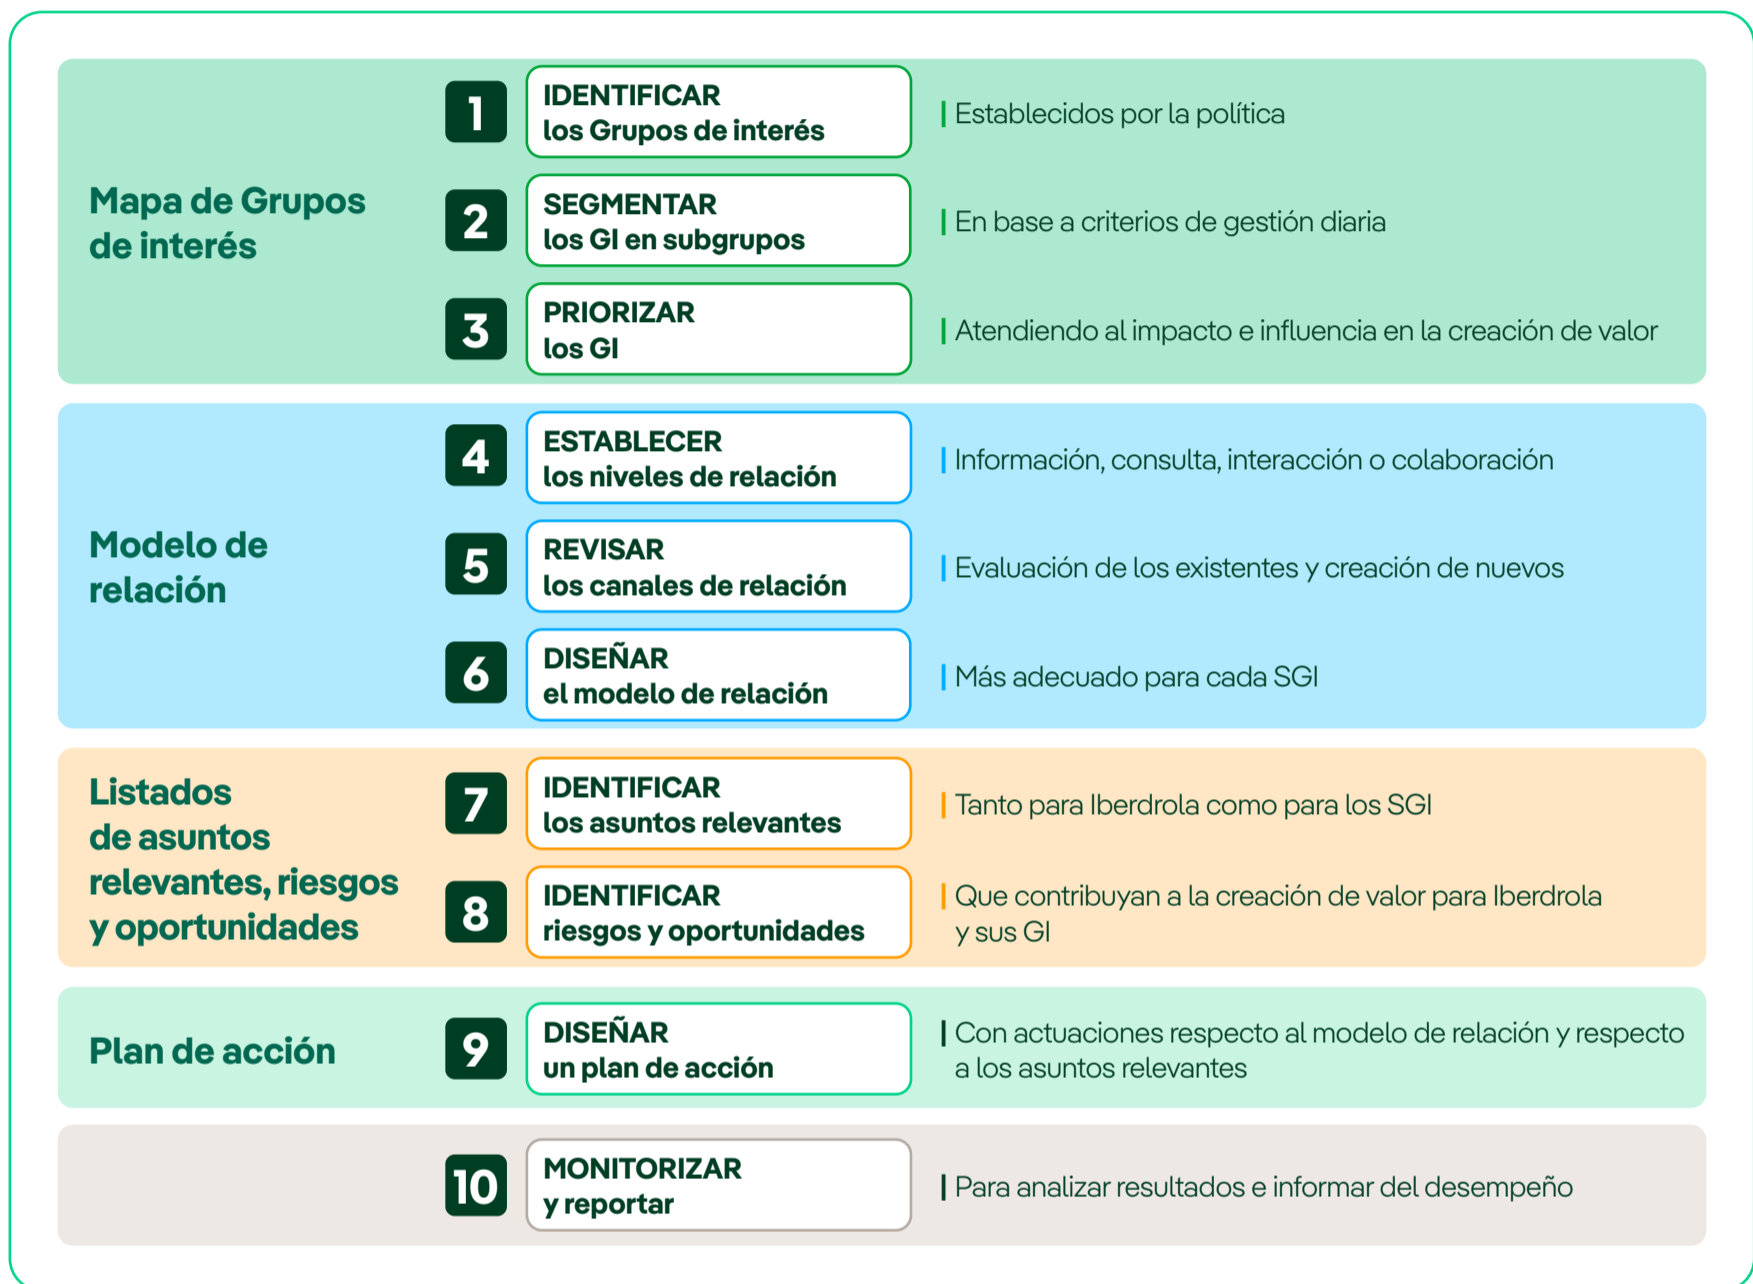 Mapa de Grupos
de interés
1
IDENTIFICAR
los Grupos de interés
Establecidos por la política
2
SEGMENTAR
los GI en subgrupos
En base a criterios de gestión diaria
3
PRIORIZAR
los GI
Atendiendo al impacto e influencia en la creación de valor
Modelo de
relación
4
ESTABLECER
los niveles de relación
Información, consulta, interacción o colaboración
5
REVISAR
los canales de relación
Evaluación de los existentes y creación de nuevos
6
DISEÑAR
el modelo de relación
Más adecuado para cada SGI
Listados
de asuntos
relevantes, riesgos
y oportunidades
7
IDENTIFICAR
los asuntos relevantes
Tanto para Iberdrola como para los SGI
8
IDENTIFICAR
riesgos y oportunidades
Que contribuyan a la creación de valor para Iberdrola
y sus GI
Plan de acción
9
DISEÑAR
un plan de acción
Con actuaciones respecto al modelo de relación y respecto
a los asuntos relevantes
10
MONITORIZAR
y reportar
Para analizar resultados e informar del desempeño